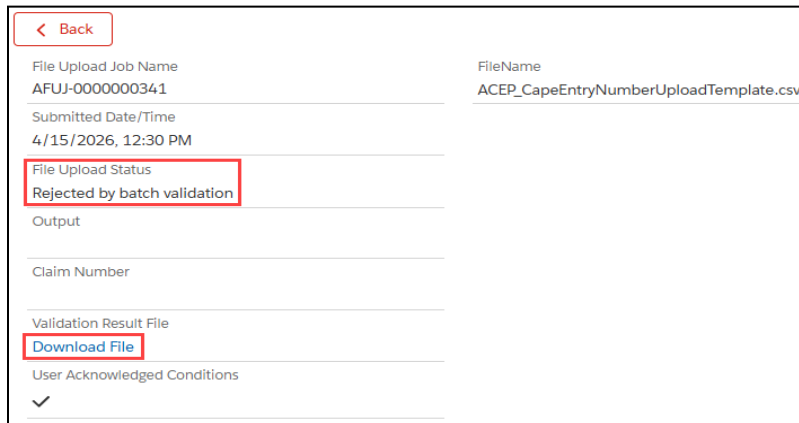 Back
File Upload Job Name
AFUJ-0000000341
FileName
ACEP_CapeEntryNumberUploadTemplate.csv
Submitted Date/Time
4/15/2026, 12:30 PM
File Upload Status
Rejected by batch validation
Output
Claim Number
Validation Result File
Download File
User Acknowledged Conditions